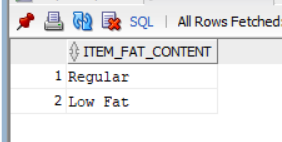 SQL | All Rows Fetched:
ITEM_FAT_CONTENT
1 Regular
2 Low Fat